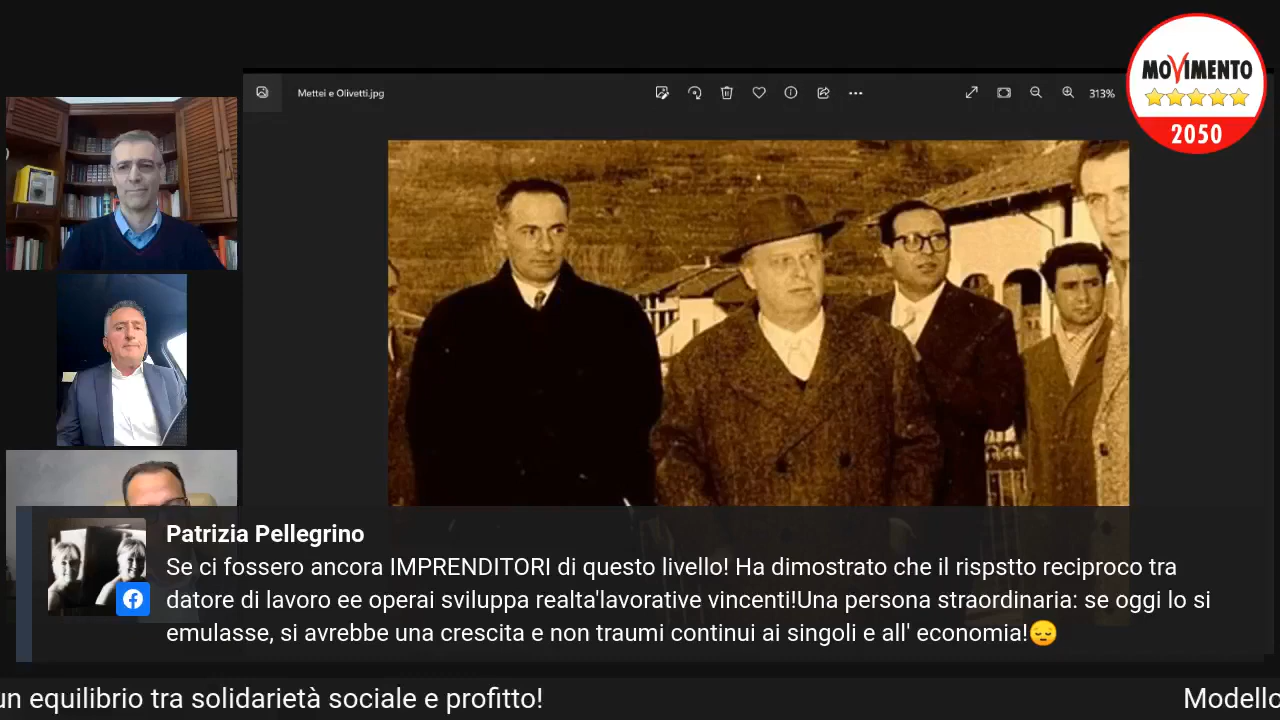 Mettei e Olivetti.jpg
313%
MOVIMENTO
2050
Patrizia Pellegrino
Se ci fossero ancora IMPRENDITORI di questo livello! Ha dimostrato che il rispstto reciproco tra
datore di lavoro ee operai sviluppa realta'lavorative vincenti!Una persona straordinaria: se oggi lo si
emulasse, si avrebbe una crescita e non traumi continui ai singoli e all' economia!😔
un equilibrio tra solidarietà sociale e profitto!
Modello